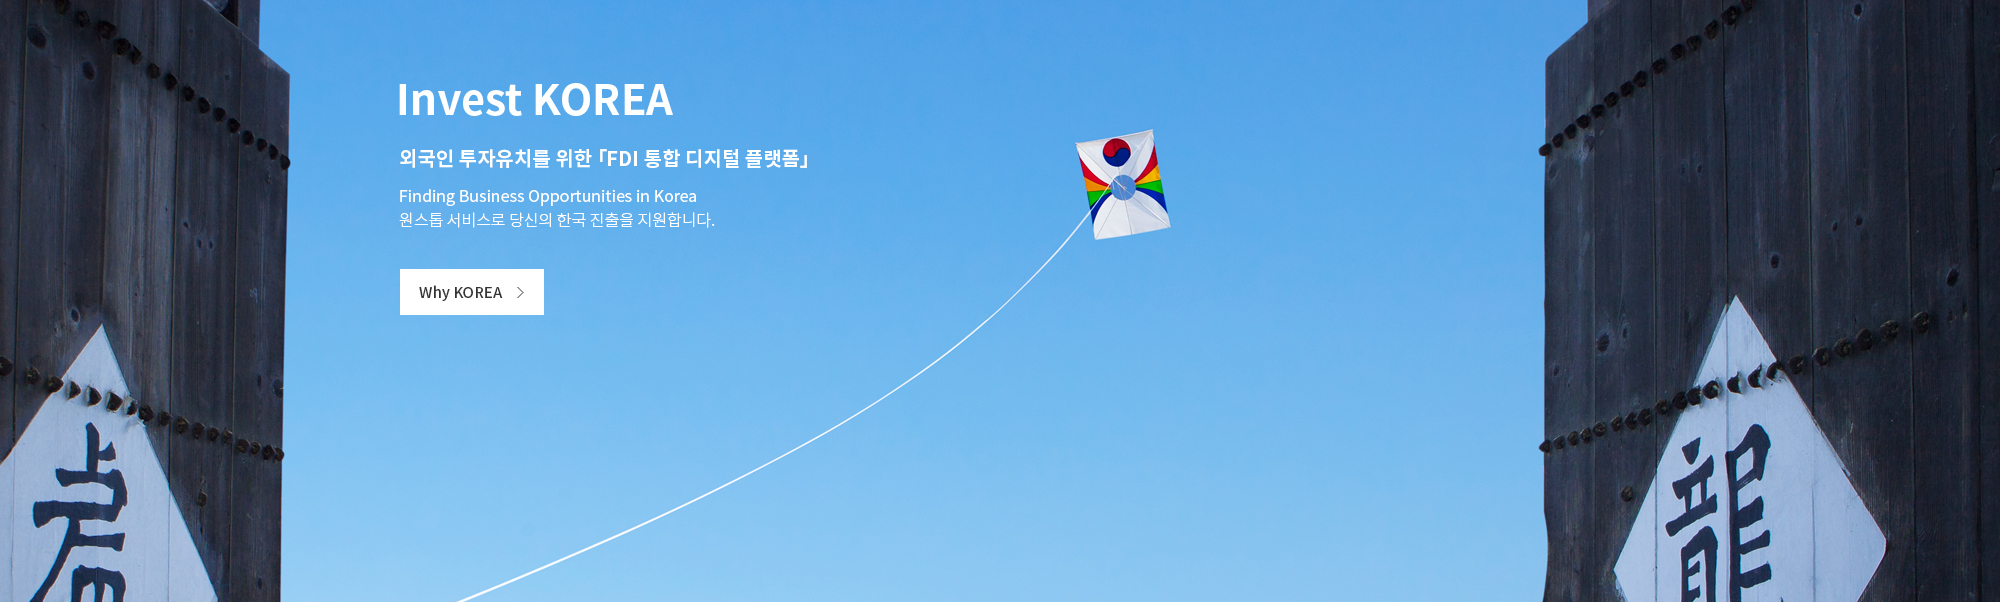 Invest KOREA
외국인 투자유치를 위한 「FDI 통합 디지털 플랫폼」
Finding Business Opportunities in Korea
원스톱 서비스로 당신의 한국 진출을 지원합니다.
Why KOREA
虎
龍